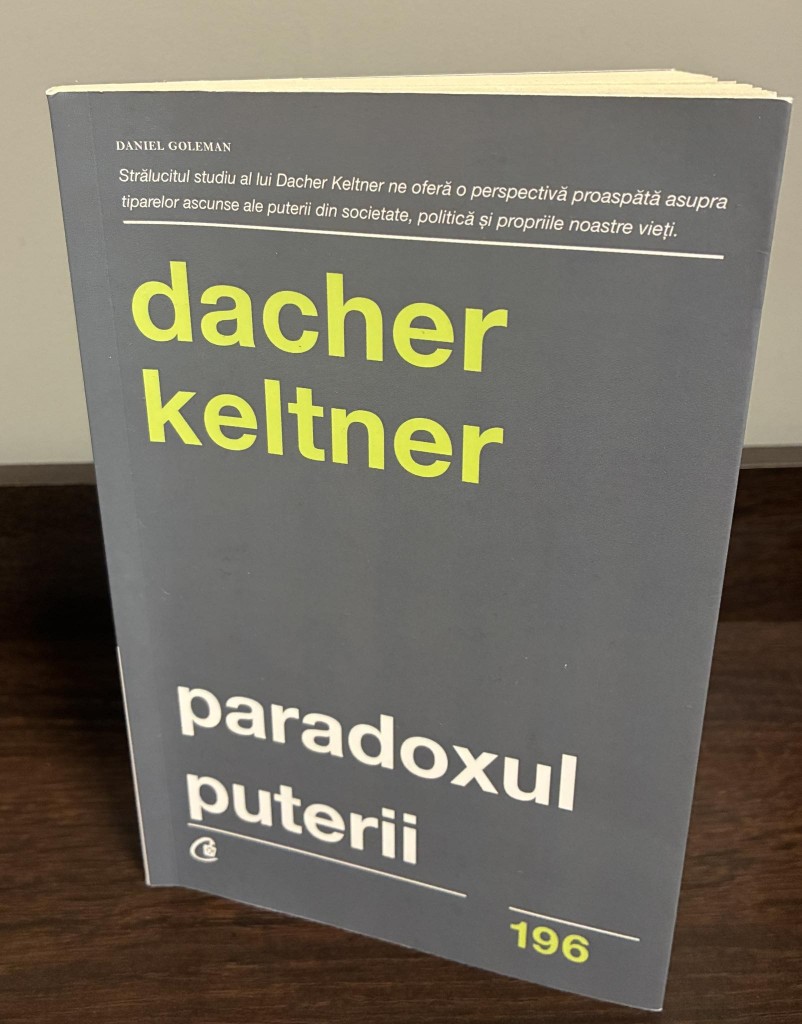 DANIEL GOLEMAN
Strălucitul studiu al lui Dacher Keltner ne oferă o perspectivă proaspătă asupra
tiparelor ascunse ale puterii din societate, politică și propriile noastre vieți.
dacher
keltner
paradoxul
puterii
196